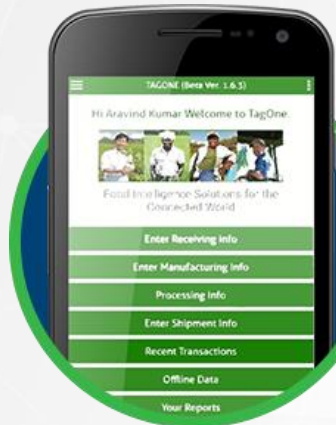 TAGONE (Beta Ver. 1.6.3)
Hi Aravind Kumar Welcome to TagOne.
Food Intelligence Solutions for the
Connected World
Enter Receiving Info
Enter Manufacturing Info
Processing Info
Enter Shipment Info
Recent Transactions
Offline Data
Your Reports